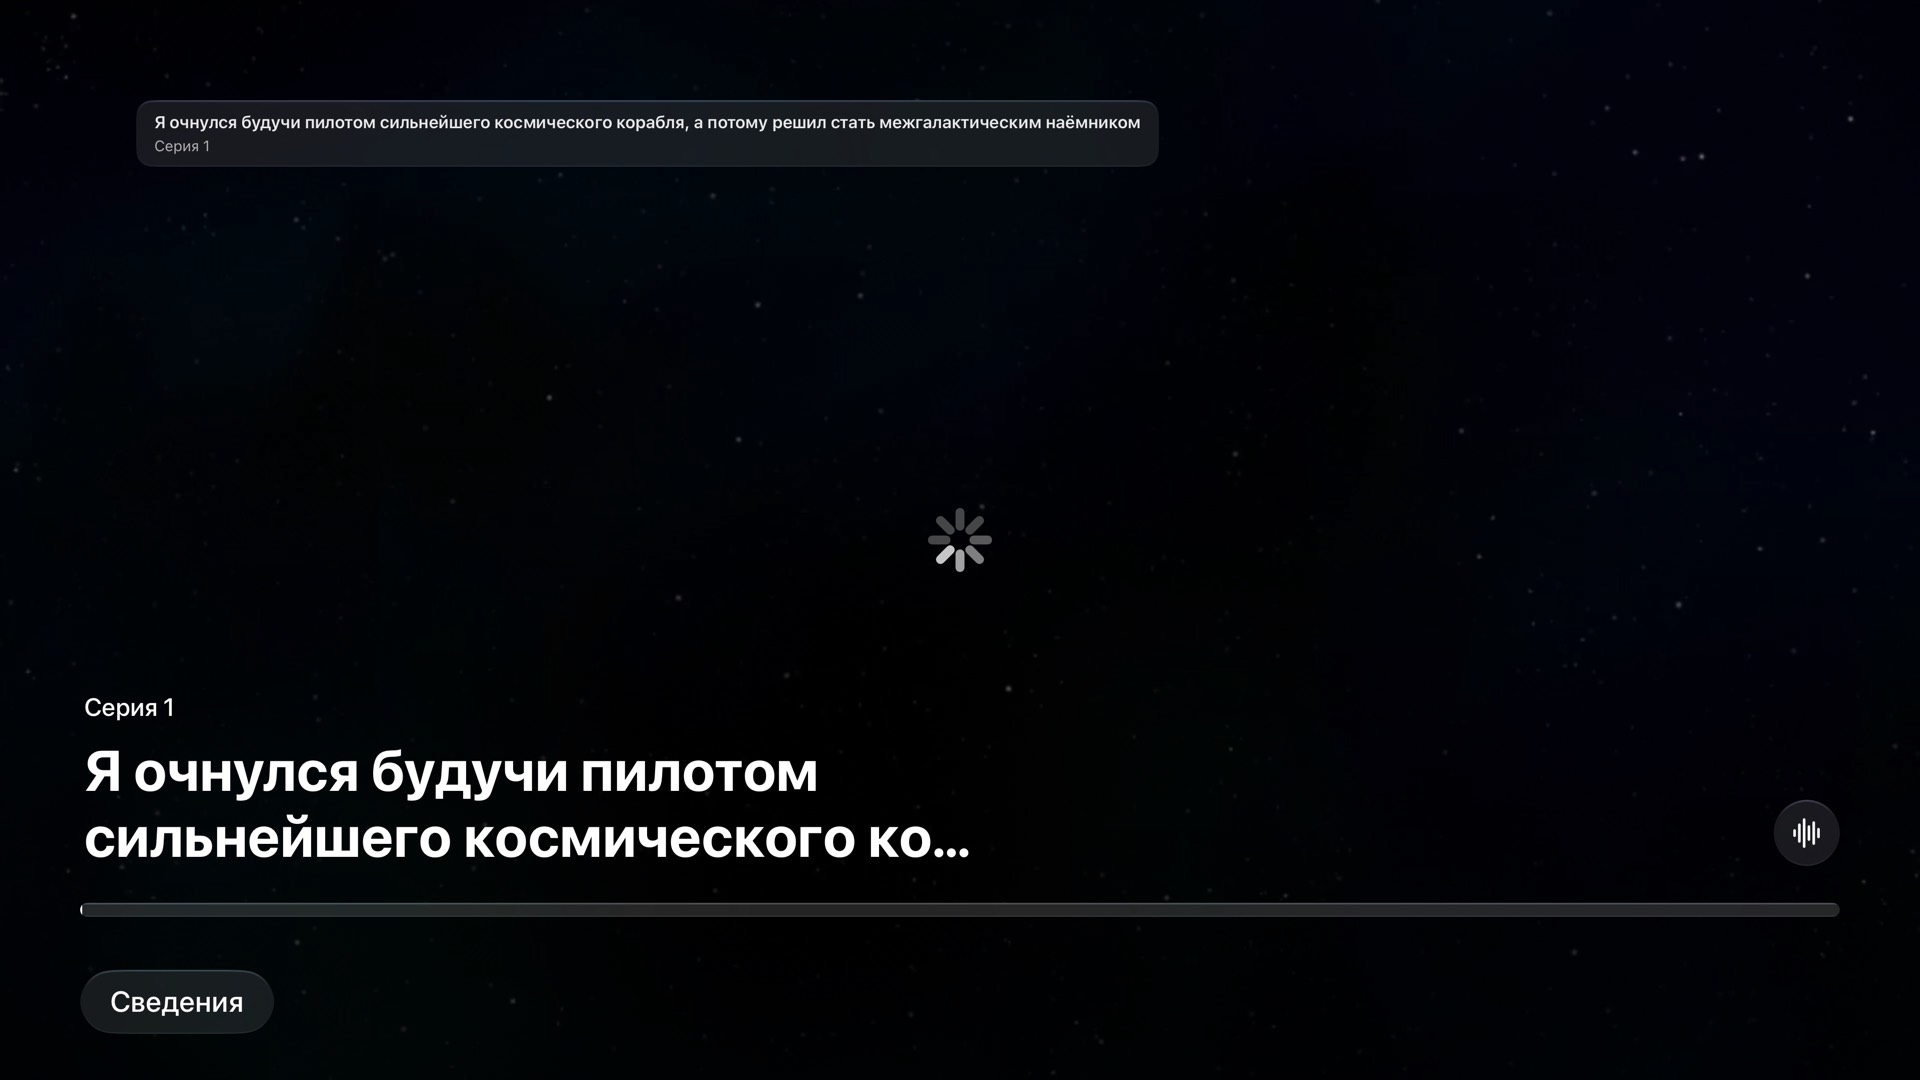 Я очнулся будучи пилотом сильнейшего космического корабля, а потому решил стать межгалактическим наёмником
Серия 1
Серия 1
Я очнулся будучи пилотом
сильнейшего космического ко...
Сведения